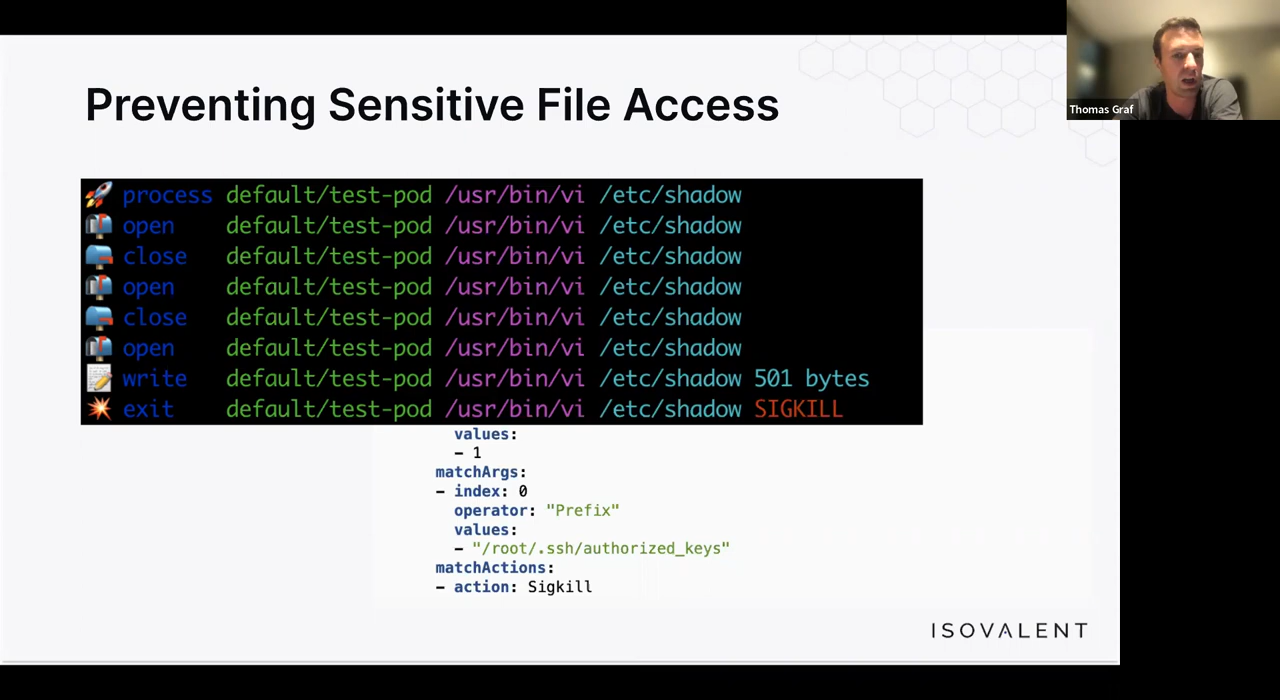 Preventing Sensitive File Access
Thomas Graf
process default/test-pod /usr/bin/vi /etc/shadow
open default/test-pod /usr/bin/vi /etc/shadow
close default/test-pod /usr/bin/vi /etc/shadow
open default/test-pod /usr/bin/vi /etc/shadow
close default/test-pod /usr/bin/vi /etc/shadow
open default/test-pod /usr/bin/vi /etc/shadow
write default/test-pod /usr/bin/vi /etc/shadow 501 bytes
exit default/test-pod /usr/bin/vi /etc/shadow SIGKILL
values:
- 1
matchArgs:
- index: 0
operator: "Prefix"
values:
- "/root/.ssh/authorized_keys"
matchActions:
- action: Sigkill
ISOVALENT